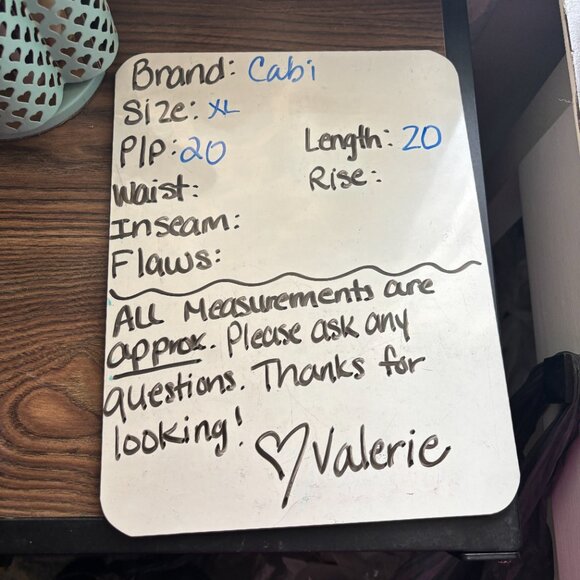 Brand: Cabi
Size: XL
PIP: 20 Length: 20
Waist: Rise:
Inseam:
Flaws:
All Measurements are
approx. Please ask any
questions. Thanks for
looking!
Valerie